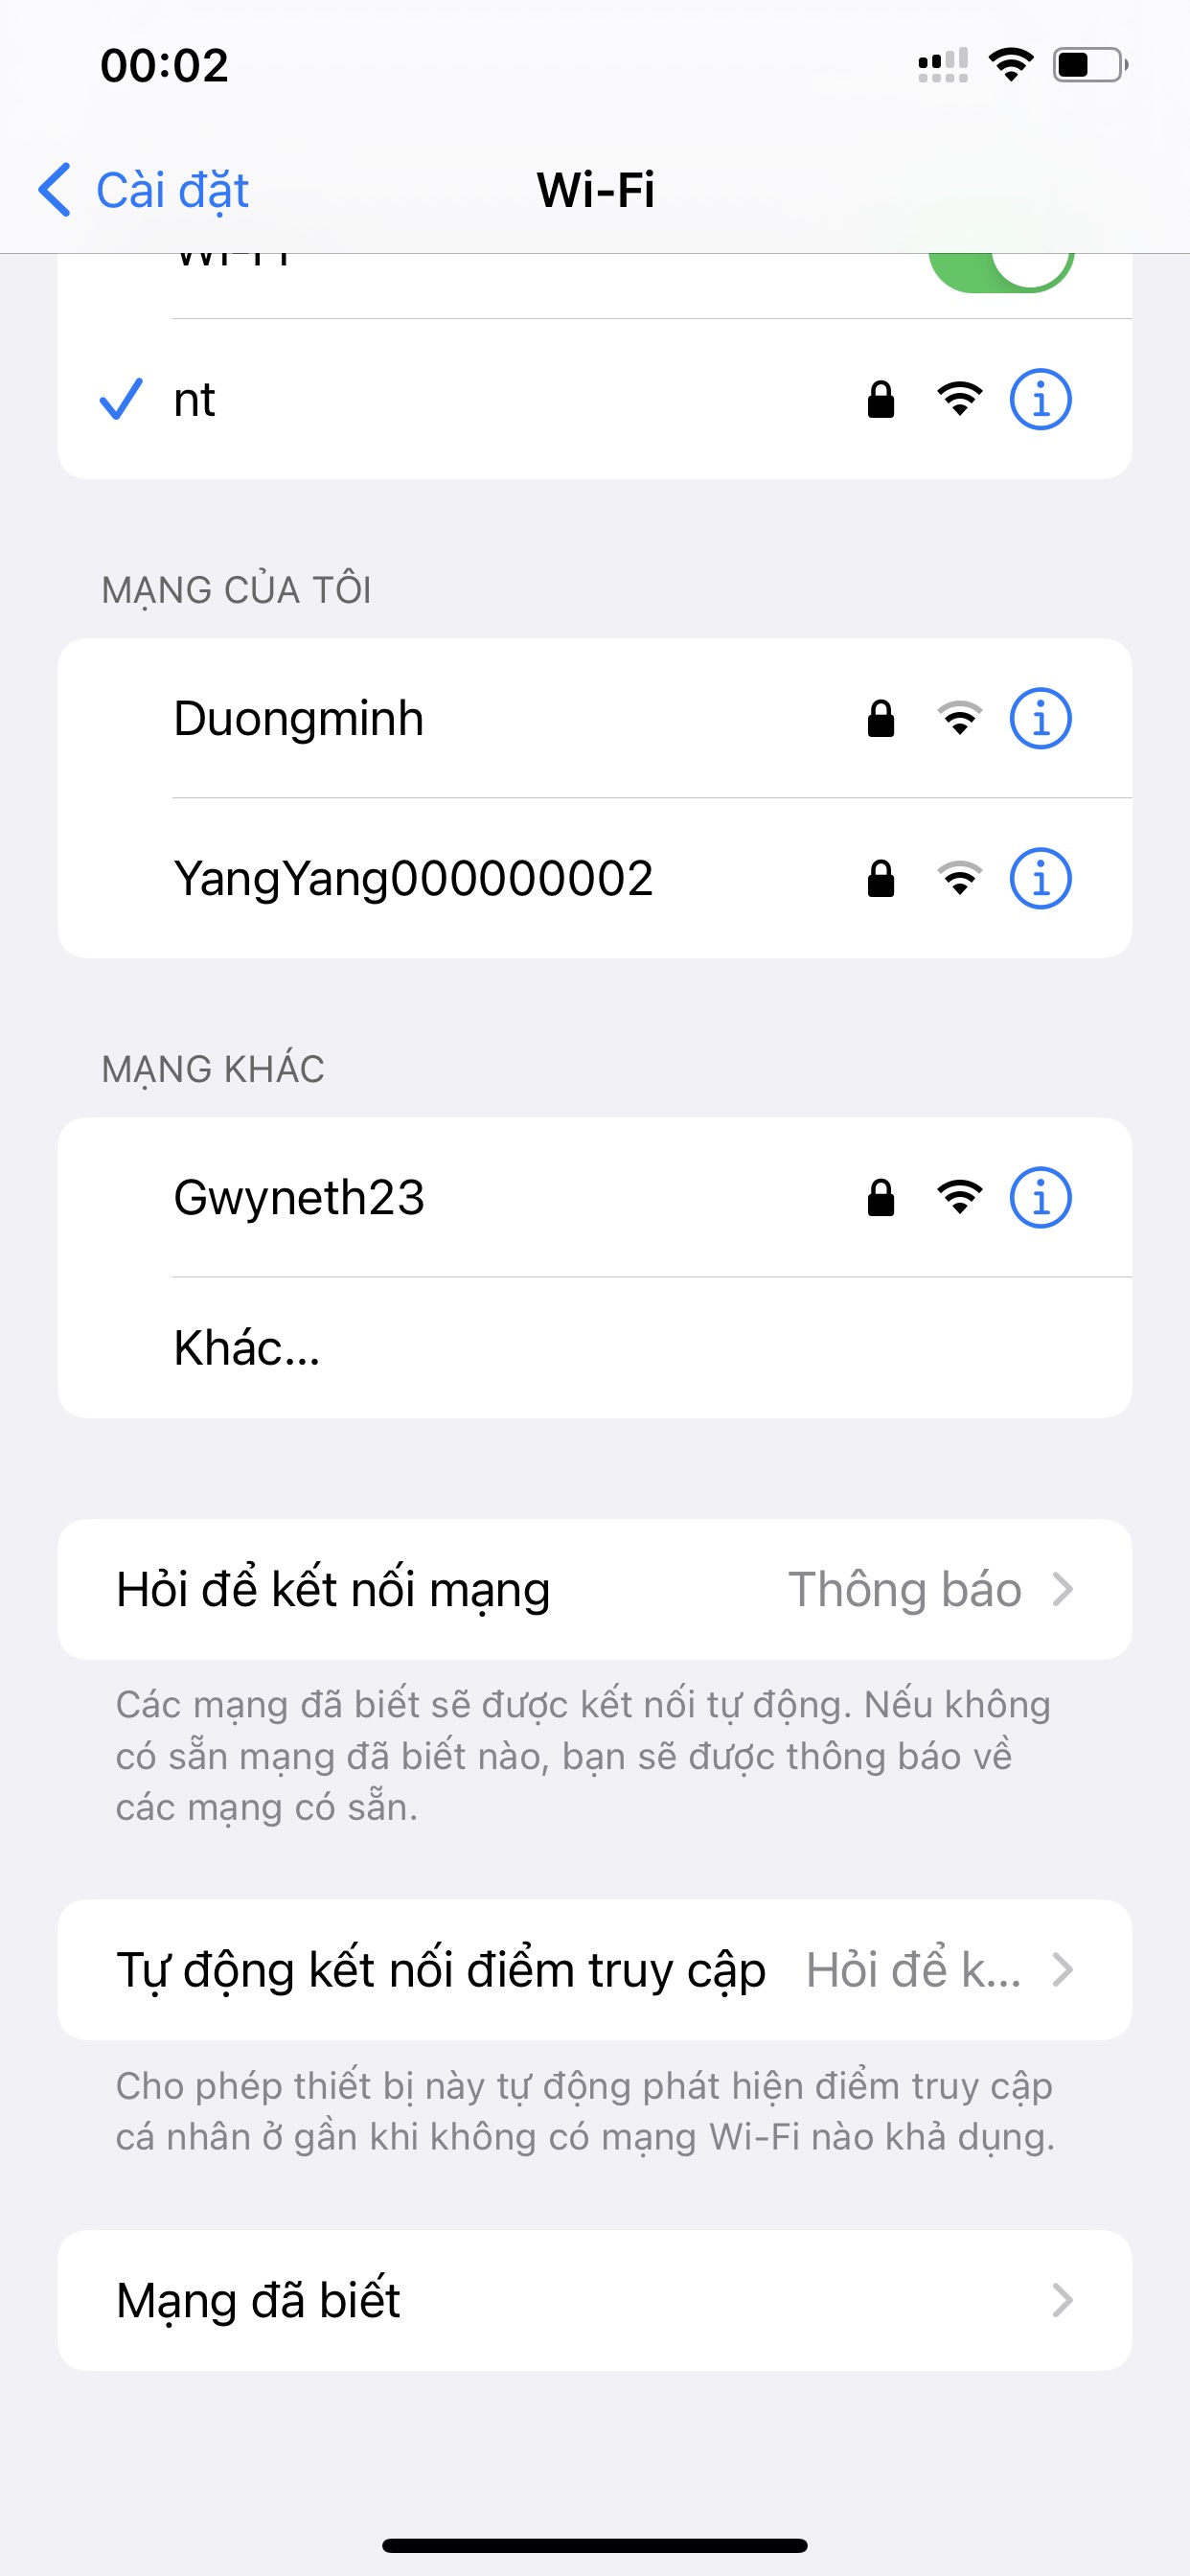 00:02
Cài đặt
Wi-Fi
Wi-Fi
nt
MẠNG CỦA TÔI
Duongminh
YangYang000000002
MẠNG KHÁC
Gwyneth23
Khác...
Hỏi để kết nối mạng Thông báo
Các mạng đã biết sẽ được kết nối tự động. Nếu không
có sẵn mạng đã biết nào, bạn sẽ được thông báo về
các mạng có sẵn.
Tự động kết nối điểm truy cập Hỏi để k...
Cho phép thiết bị này tự động phát hiện điểm truy cập
cá nhân ở gần khi không có mạng Wi-Fi nào khả dụng.
Mạng đã biết